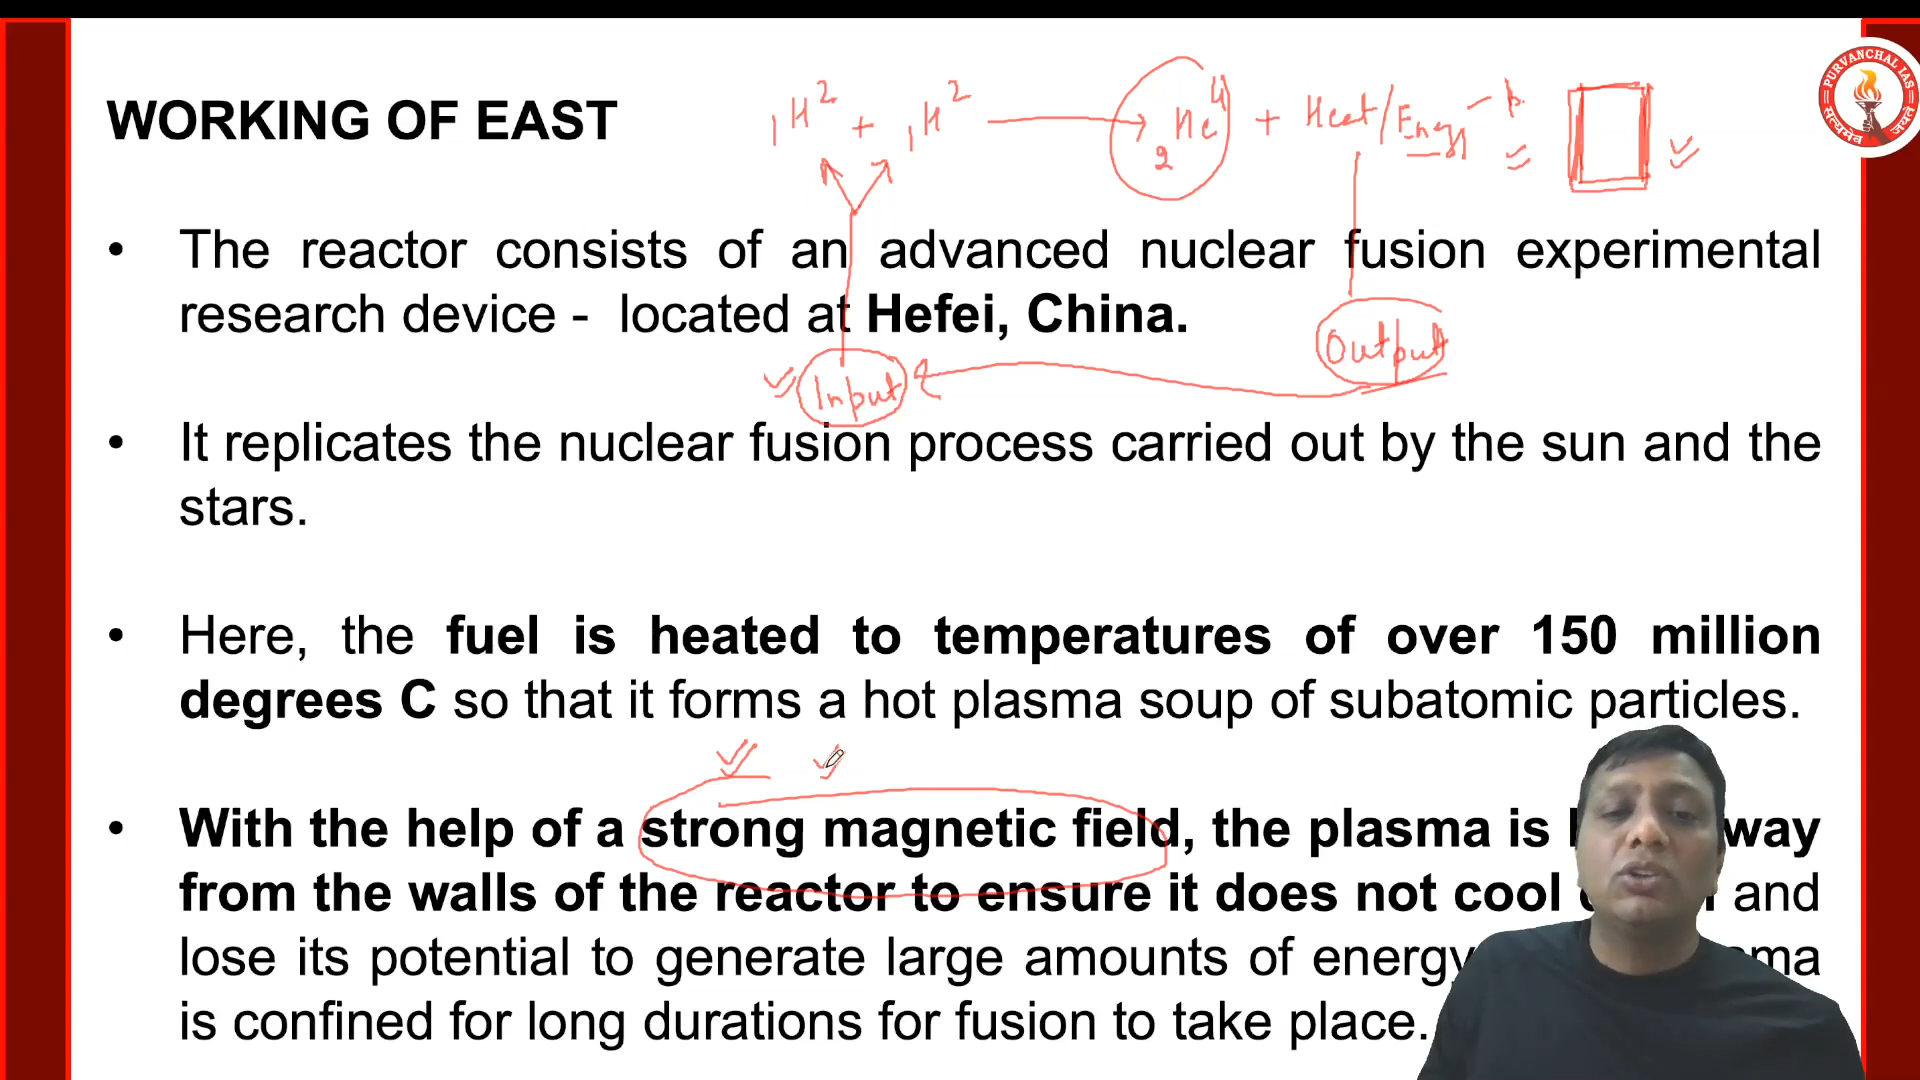 WORKING OF EAST
₁H² + ₁H² → ₂He⁴ + Heat/Energy
PURVANCHAL IAS
सत्यमेव जयते
• The reactor consists of an advanced nuclear fusion experimental
research device - located at Hefei, China.
Output
Input
• It replicates the nuclear fusion process carried out by the sun and the
stars.
• Here, the fuel is heated to temperatures of over 150 million
degrees C so that it forms a hot plasma soup of subatomic particles.
• With the help of a strong magnetic field, the plasma is way
from the walls of the reactor to ensure it does not cool and
lose its potential to generate large amounts of energy ma
is confined for long durations for fusion to take place.